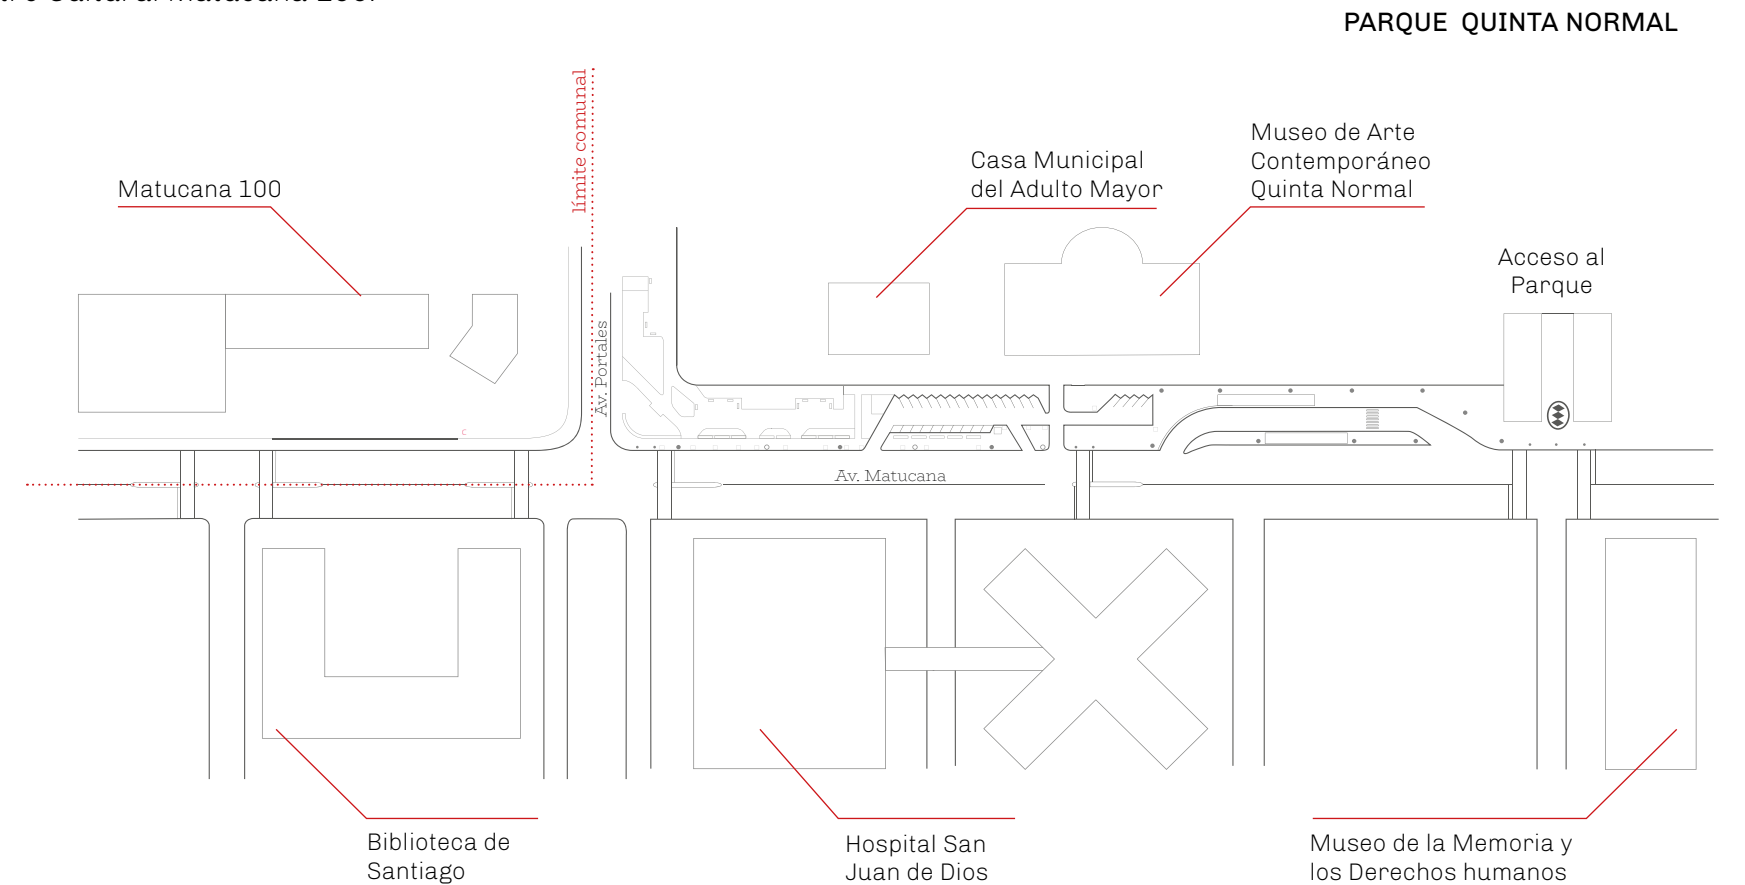 PARQUE QUINTA NORMAL
límite comunal
Museo de Arte
Contemporáneo
Quinta Normal
Casa Municipal
del Adulto Mayor
Matucana 100
Acceso al
Parque
Av. Portales
Av. Matucana
Biblioteca de
Santiago
Hospital San
Juan de Dios
Museo de la Memoria y
los Derechos humanos